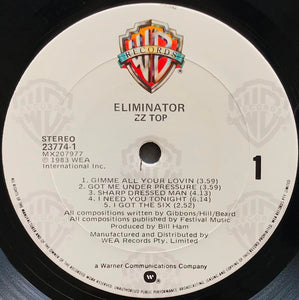 WB
RECORDS
ELIMINATOR
ZZ TOP
STEREO
23774-1
MX207977
℗ 1983 WEA
International Inc.
1
1. GIMME ALL YOUR LOVIN (3.59)
2. GOT ME UNDER PRESSURE (3.59)
3. SHARP DRESSED MAN (4.13)
4. I NEED YOU TONIGHT (6.14)
5. I GOT THE SIX (2.52)
All compositions written by Gibbons/Hill/Beard
All compositions published by Festival Music
Produced by Bill Ham
Manufactured and Distributed by
WEA Records Pty. Limited
a Warner Communications Company